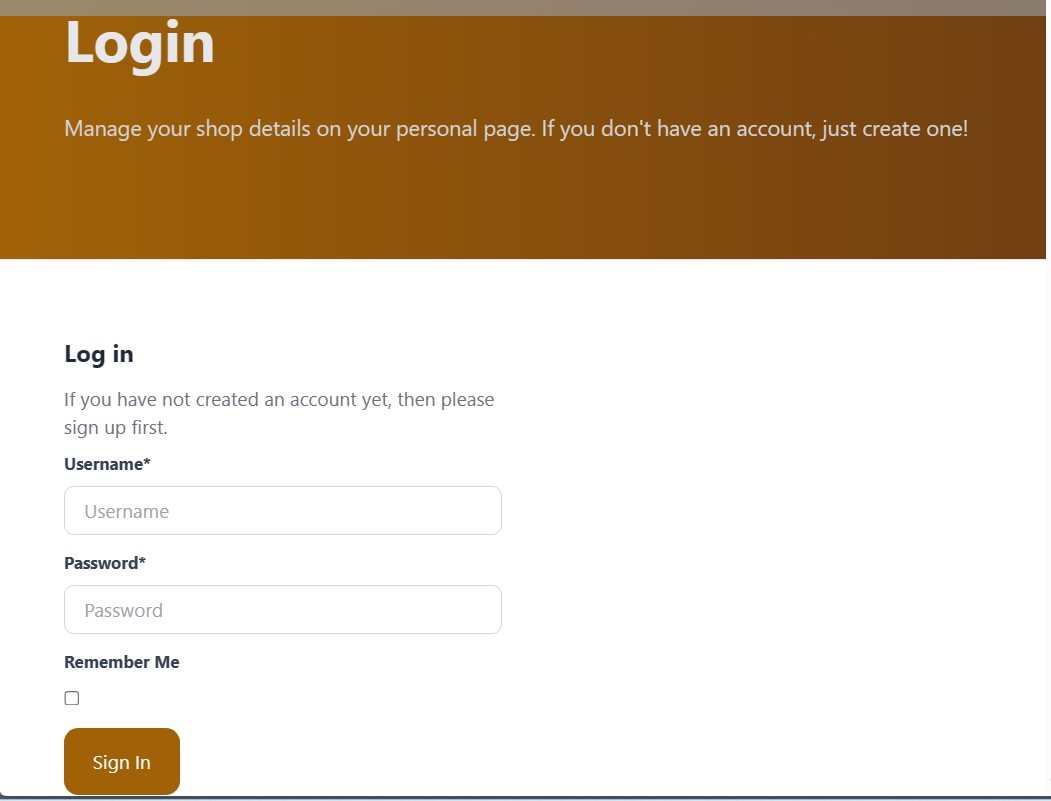 Login
Manage your shop details on your personal page. If you don't have an account, just create one!
Log in
If you have not created an account yet, then please
sign up first.
Username*
Username
Password*
Password
Remember Me
Sign In